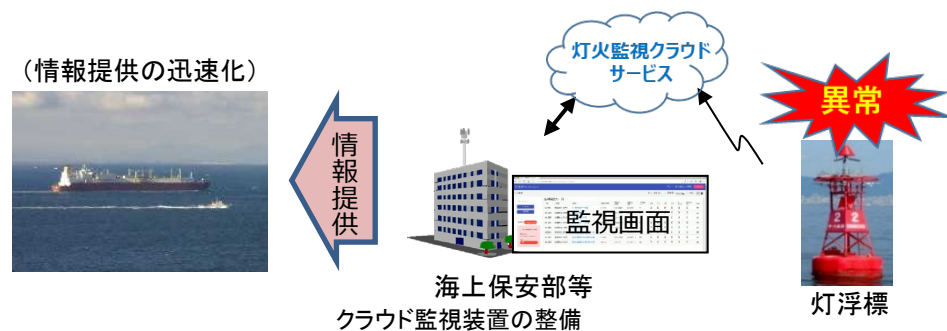 （情報提供の迅速化）
情報提供
灯火監視クラウド
サービス
異常
監視画面
2 2
海上保安部等
クラウド監視装置の整備
灯浮標